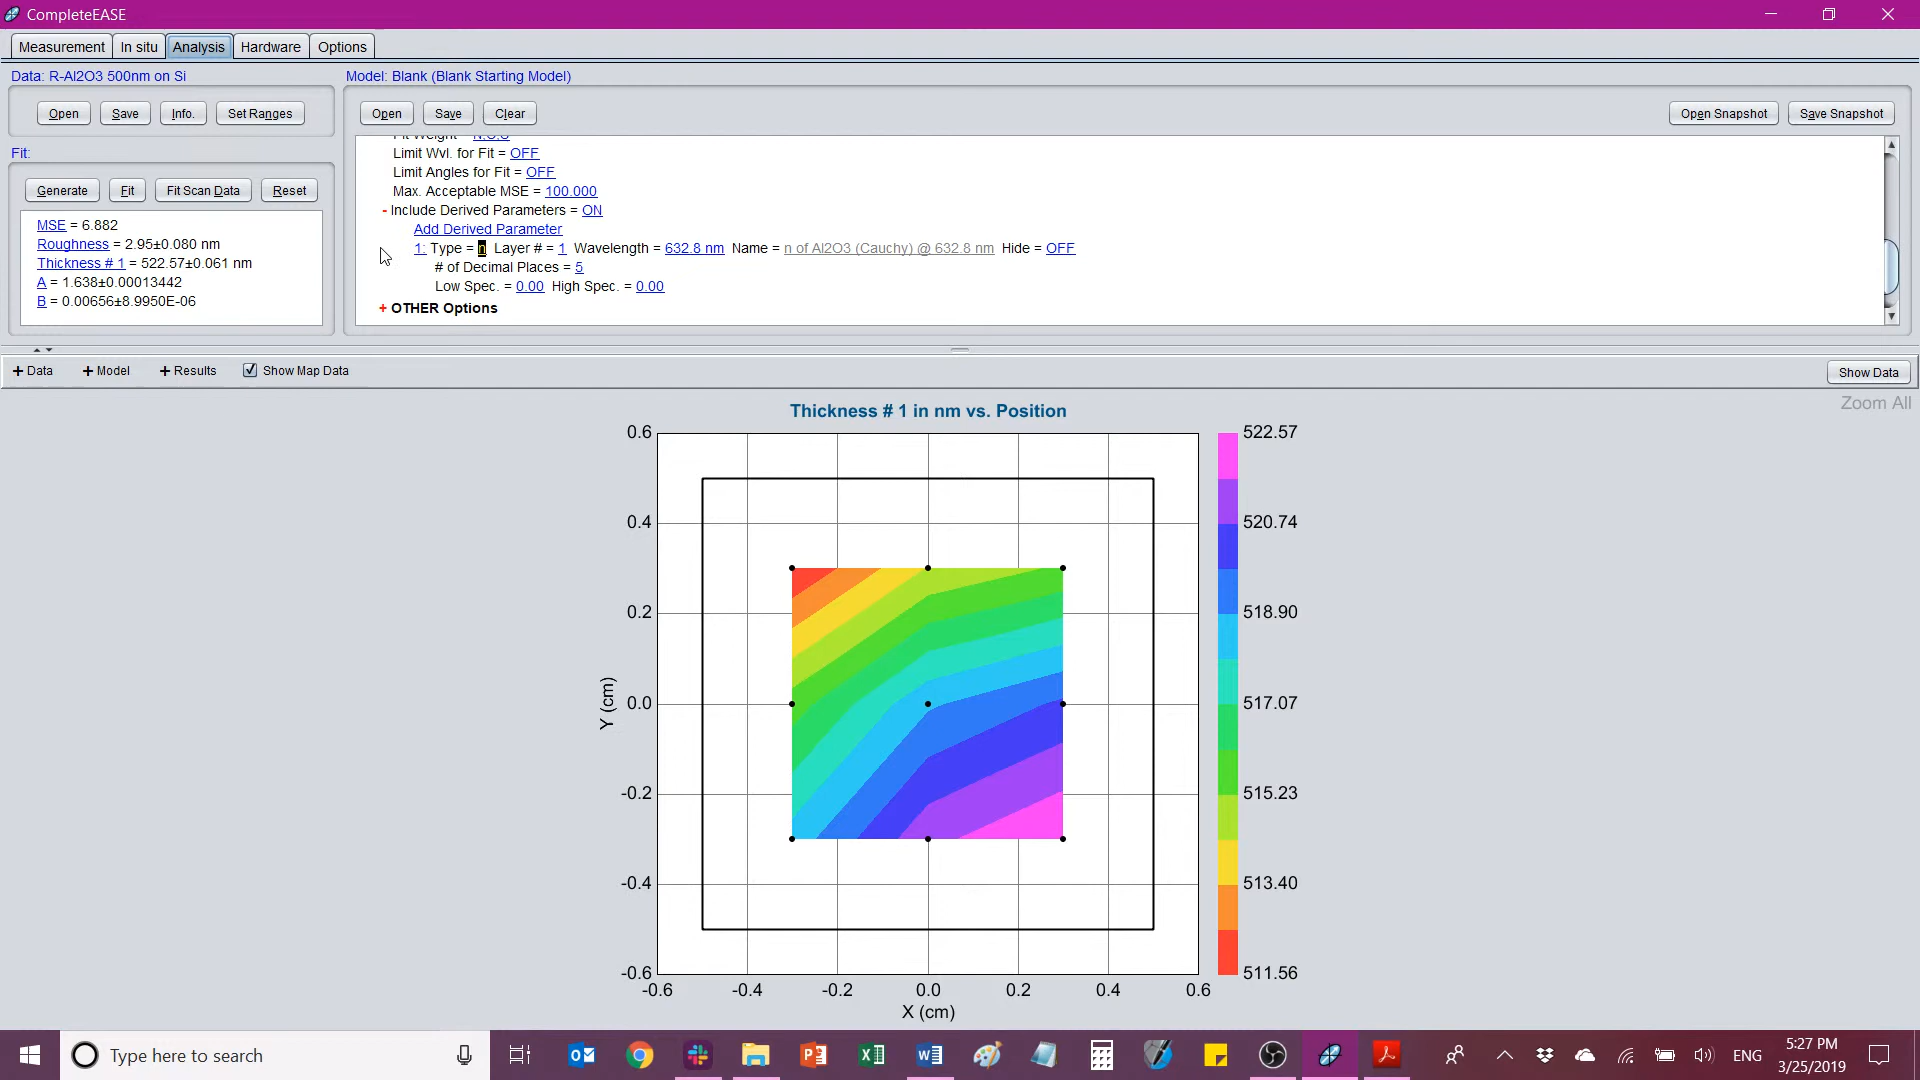 CompleteEASE
Measurement In situ Analysis Hardware Options
Data: R-Al2O3 500nm on Si
Open Save Info. Set Ranges
Fit:
Generate Fit Fit Scan Data Reset
MSE = 6.882
Roughness = 2.95±0.080 nm
Thickness # 1 = 522.57±0.061 nm
A = 1.638±0.00013442
B = 0.00656±8.9950E-06
Model: Blank (Blank Starting Model)
Open Save Clear Open Snapshot Save Snapshot
Fit Weight = N.C.S
Limit Wvl. for Fit = OFF
Limit Angles for Fit = OFF
Max. Acceptable MSE = 100.000
- Include Derived Parameters = ON
Add Derived Parameter
1: Type = n Layer # = 1 Wavelength = 632.8 nm Name = n of Al2O3 (Cauchy) @ 632.8 nm Hide = OFF
# of Decimal Places = 5
Low Spec. = 0.00 High Spec. = 0.00
+ OTHER Options
+ Data + Model + Results Show Map Data Show Data
Zoom All
Thickness # 1 in nm vs. Position
0.6
0.4
0.2
0.0
-0.2
-0.4
-0.6
Y (cm)
-0.6 -0.4 -0.2 0.0 0.2 0.4 0.6
X (cm)
522.57
520.74
518.90
517.07
515.23
513.40
511.56
Type here to search
ENG
5:27 PM
3/25/2019